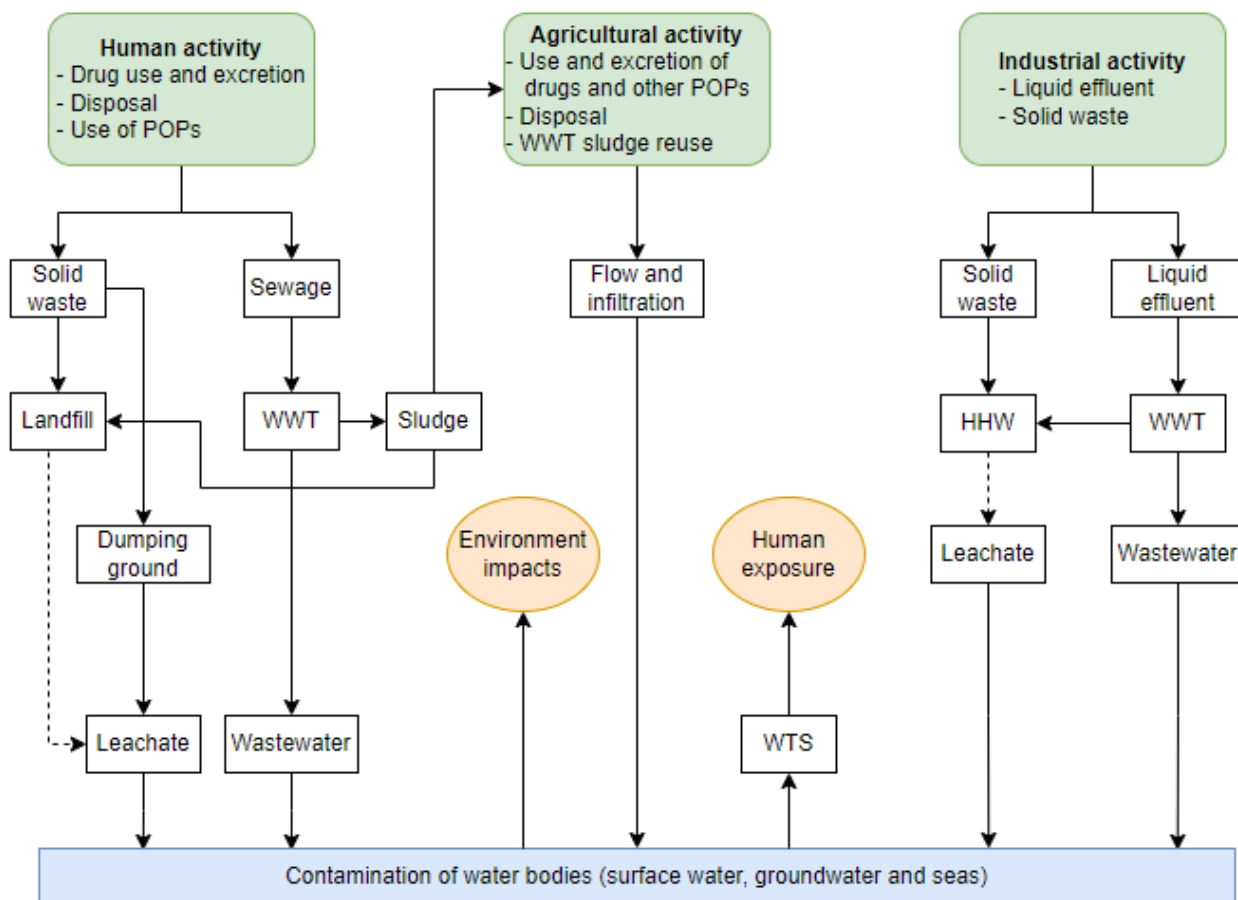 Human activity
- Drug use and excretion
- Disposal
- Use of POPs
Agricultural activity
- Use and excretion of
drugs and other POPs
- Disposal
- WWT sludge reuse
Industrial activity
- Liquid effluent
- Solid waste
Solid
waste
Sewage
Flow and
infiltration
Solid
waste
Liquid
effluent
Landfill
WWT
Sludge
HHW
WWT
Dumping
ground
Environment
impacts
Human
exposure
Leachate
Wastewater
Leachate
Wastewater
WTS
Contamination of water bodies (surface water, groundwater and seas)